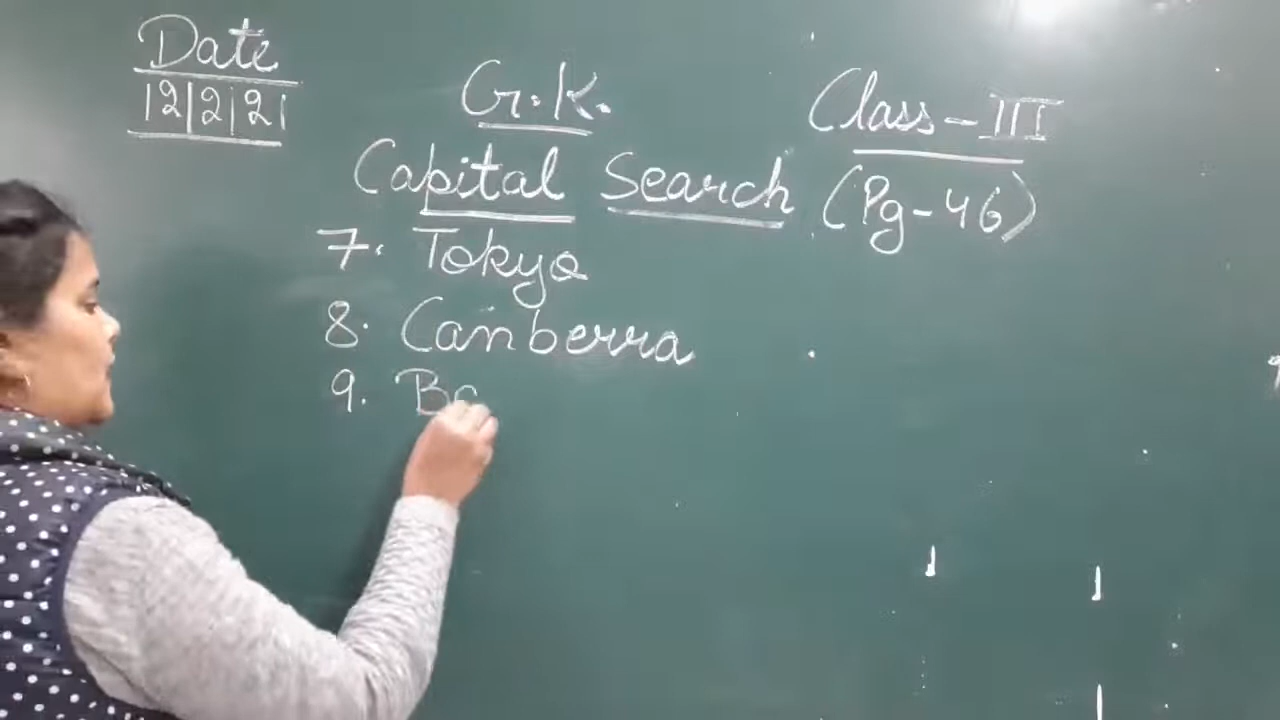 Date
12|2|21
G.K.
Class-III
Capital Search (Pg-46)
7. Tokyo
8. Canberra
9. B